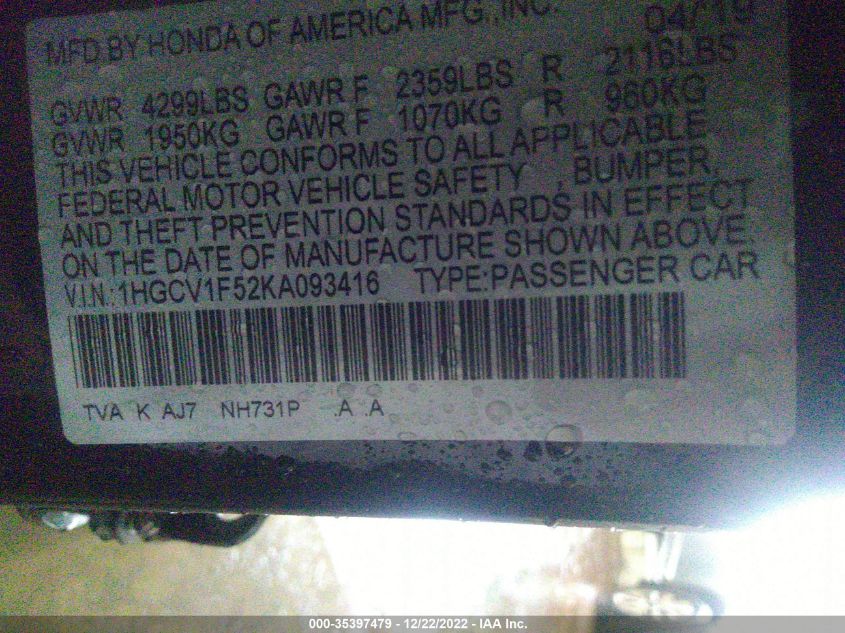 MFD BY HONDA OF AMERICA MFG.,INC. 04/19
GVWR 4299LBS GAWR F 2359LBS R 2116LBS
GVWR 1950KG GAWR F 1070KG R 960KG
THIS VEHICLE CONFORMS TO ALL APPLICABLE
FEDERAL MOTOR VEHICLE SAFETY , BUMPER,
AND THEFT PREVENTION STANDARDS IN EFFECT
ON THE DATE OF MANUFACTURE SHOWN ABOVE.
V.I.N.:1HGCV1F52KA093416 TYPE:PASSENGER CAR
TVA K AJ7 NH731P .A .A
000-35397479 - 12/22/2022 - IAA Inc.